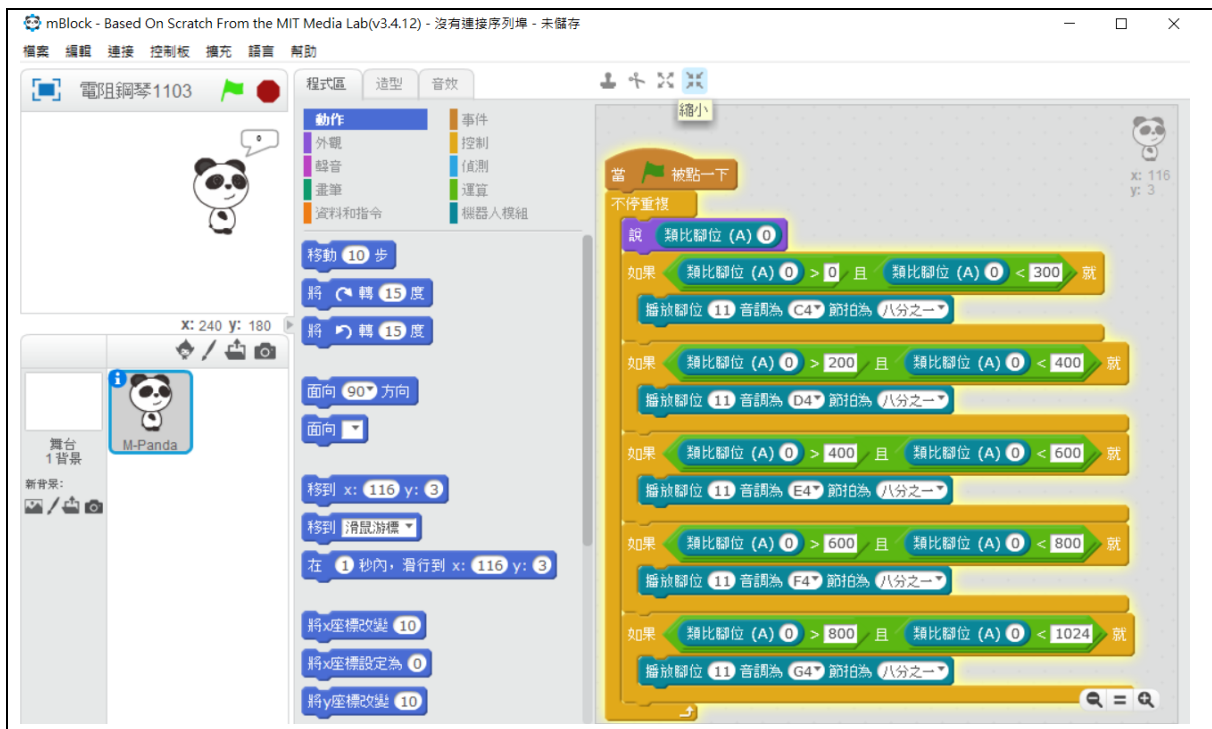 mBlock - Based On Scratch From the MIT Media Lab(v3.4.12) - 沒有連接序列埠 - 未儲存
檔案 編輯 連接 控制板 擴充 語言 幫助
電阻鋼琴1103
0
x: 240 y: 180
舞台
1背景
新背景:
M-Panda
程式區 造型 音效
動作 事件
外觀 控制
聲音 偵測
畫筆 運算
資料和指令 機器人模組
移動 10 步
將 轉 15 度
將 轉 15 度
面向 90 方向
面向
移到 x: 116 y: 3
移到 滑鼠游標
在 1 秒內，滑行到 x: 116 y: 3
將x座標改變 10
將x座標設定為 0
將y座標改變 10
縮小
x: 116
y: 3
當 被點一下
不停重複
說 類比腳位 (A) 0
如果 類比腳位 (A) 0 > 0 且 類比腳位 (A) 0 < 300 就
播放腳位 11 音調為 C4 節拍為 八分之一
如果 類比腳位 (A) 0 > 200 且 類比腳位 (A) 0 < 400 就
播放腳位 11 音調為 D4 節拍為 八分之一
如果 類比腳位 (A) 0 > 400 且 類比腳位 (A) 0 < 600 就
播放腳位 11 音調為 E4 節拍為 八分之一
如果 類比腳位 (A) 0 > 600 且 類比腳位 (A) 0 < 800 就
播放腳位 11 音調為 F4 節拍為 八分之一
如果 類比腳位 (A) 0 > 800 且 類比腳位 (A) 0 < 1024 就
播放腳位 11 音調為 G4 節拍為 八分之一